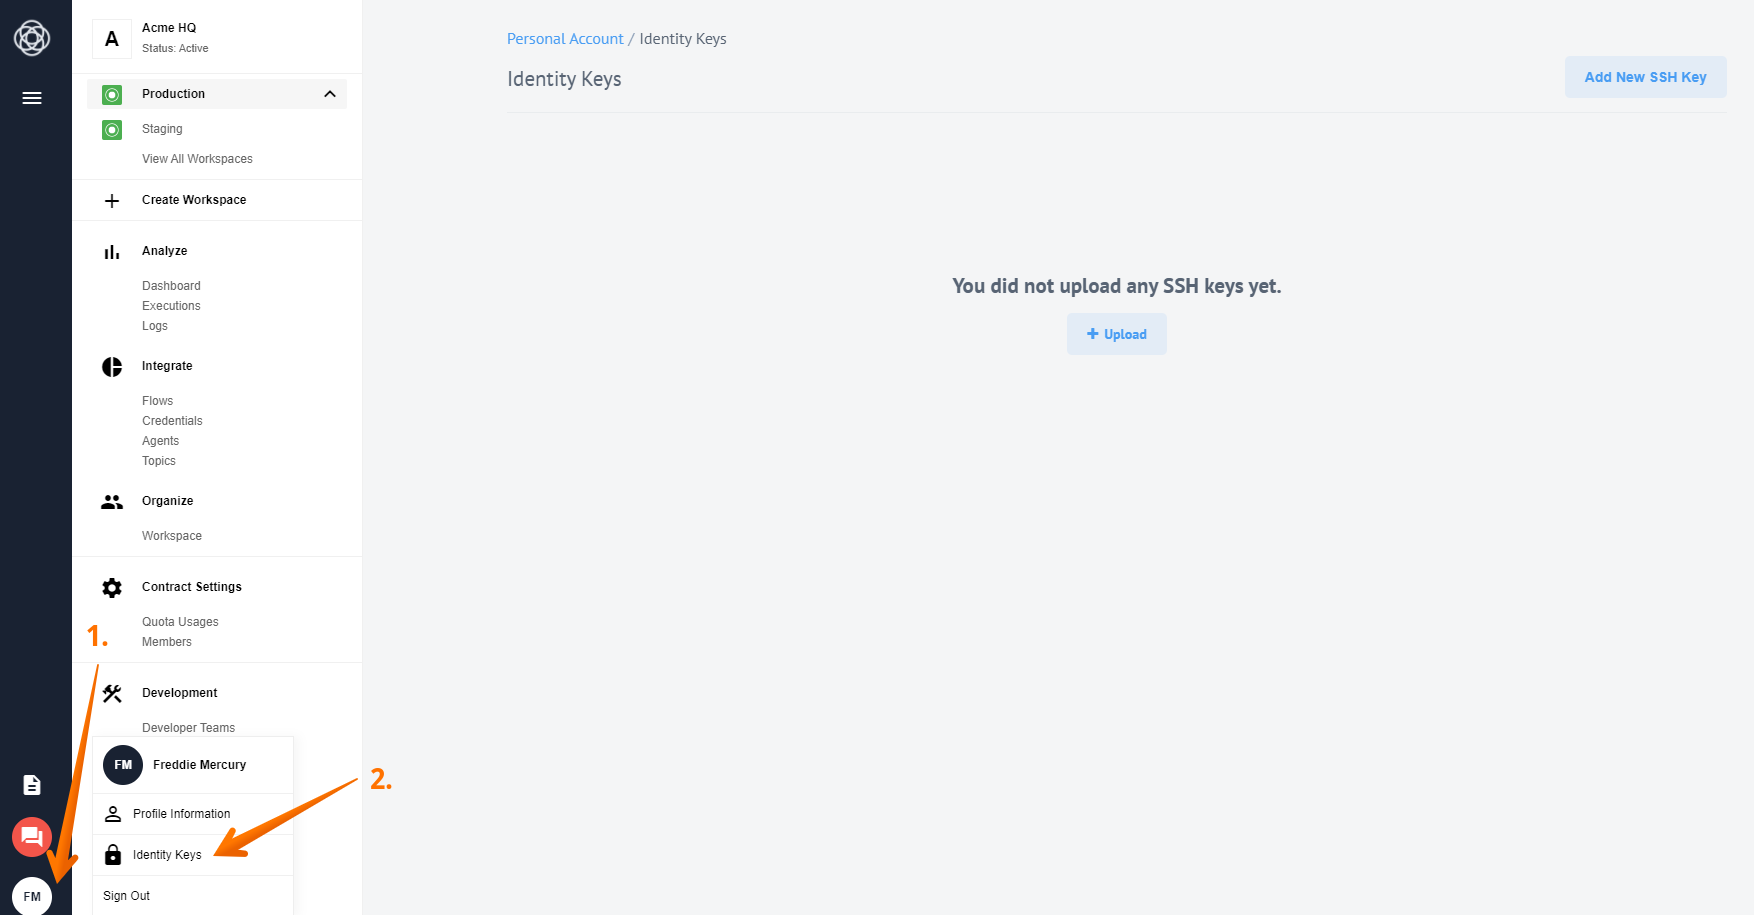 A
Acme HQ
Status: Active
Production
Staging
View All Workspaces
Create Workspace
Analyze
Dashboard
Executions
Logs
Integrate
Flows
Credentials
Agents
Topics
Organize
Workspace
Contract Settings
Quota Usages
Members
1.
Development
Developer Teams
FM Freddie Mercury
Profile Information
Identity Keys
Sign Out
FM
2.
Personal Account / Identity Keys
Identity Keys
Add New SSH Key
You did not upload any SSH keys yet.
+ Upload